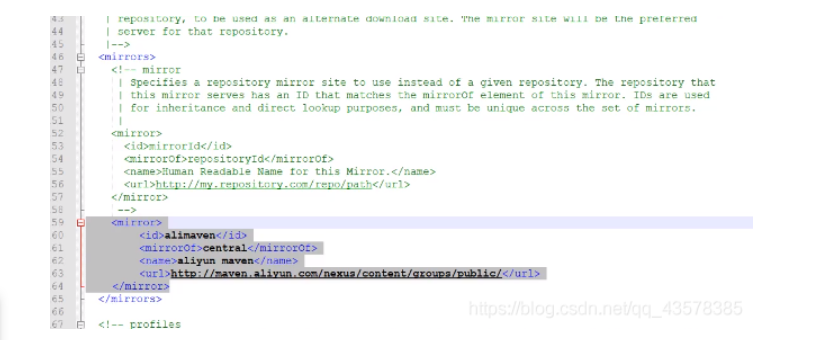 43 | repository, to be used as an alternate download site. The mirror site will be the preferred
44 | server for that repository.
45 |-->
46 <mirrors>
47 <!-- mirror
48 | Specifies a repository mirror site to use instead of a given repository. The repository that
49 | this mirror serves has an ID that matches the mirrorOf element of this mirror. IDs are used
50 | for inheritance and direct lookup purposes, and must be unique across the set of mirrors.
51 |
52 <mirror>
53 <id>mirrorId</id>
54 <mirrorOf>repositoryId</mirrorOf>
55 <name>Human Readable Name for this Mirror.</name>
56 <url>http://my.repository.com/repo/path</url>
57 </mirror>
58 -->
59 <mirror>
60 <id>alimaven</id>
61 <mirrorOf>central</mirrorOf>
62 <name>aliyun maven</name>
63 <url>http://maven.aliyun.com/nexus/content/groups/public/</url>
64 </mirror>
65 </mirrors>
66
67 <!-- profiles
https://blog.csdn.net/qq_43578385